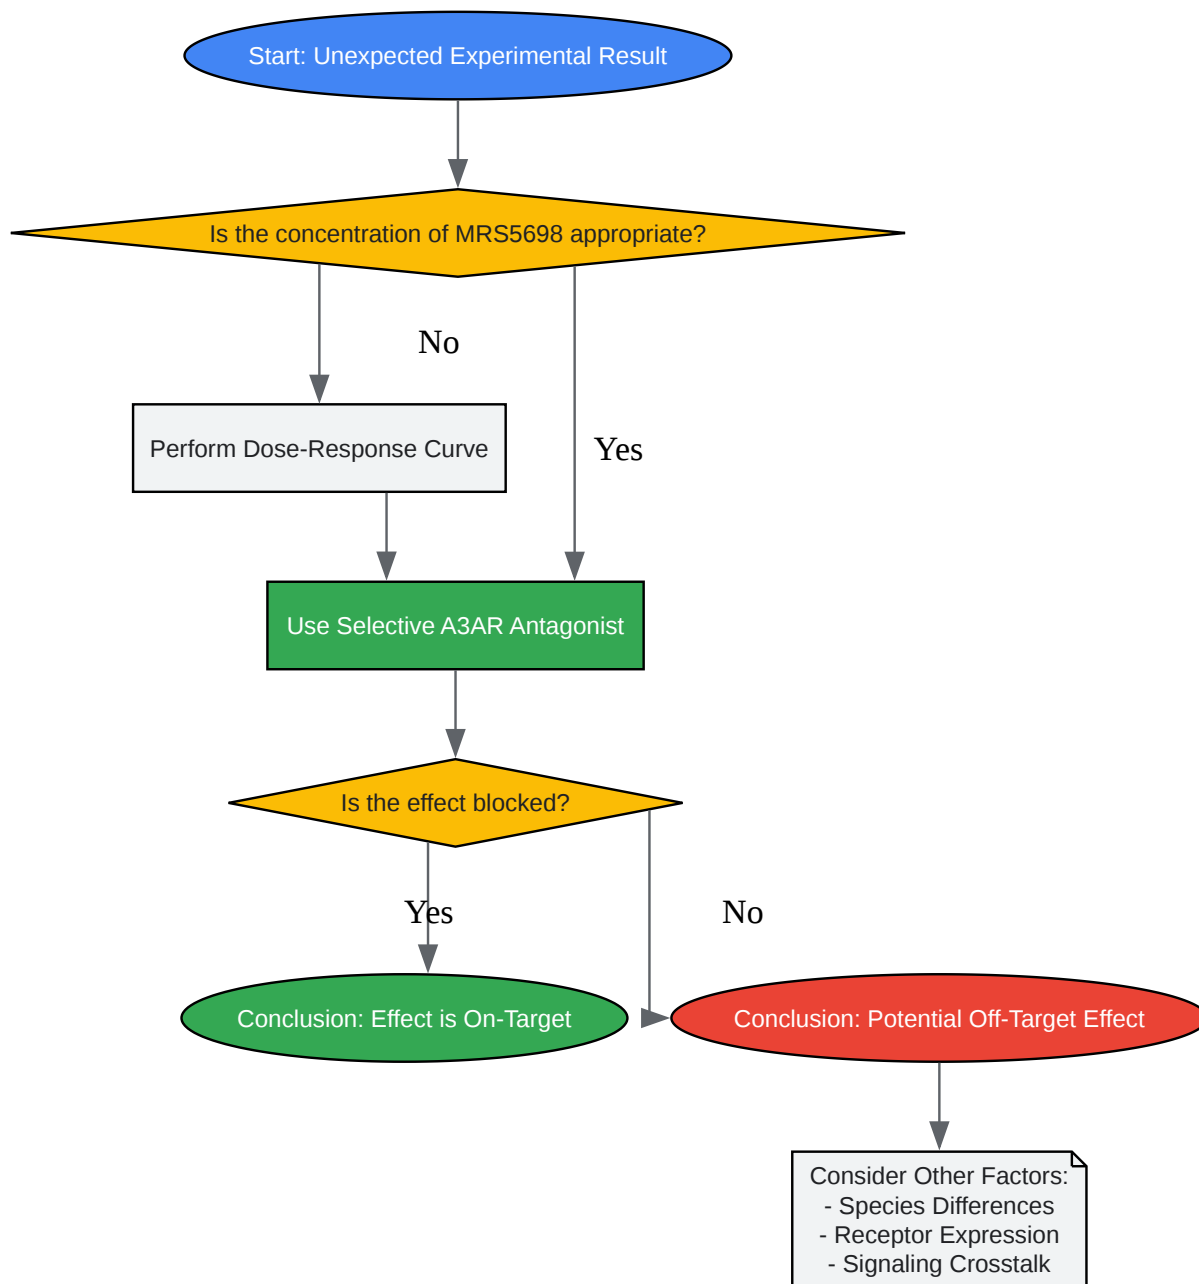 Start: Unexpected Experimental Result
Is the concentration of MRS5698 appropriate?
No
Perform Dose-Response Curve
Yes
Use Selective A3AR Antagonist
Is the effect blocked?
Yes
No
Conclusion: Effect is On-Target
Conclusion: Potential Off-Target Effect
Consider Other Factors:
- Species Differences
- Receptor Expression
- Signaling Crosstalk